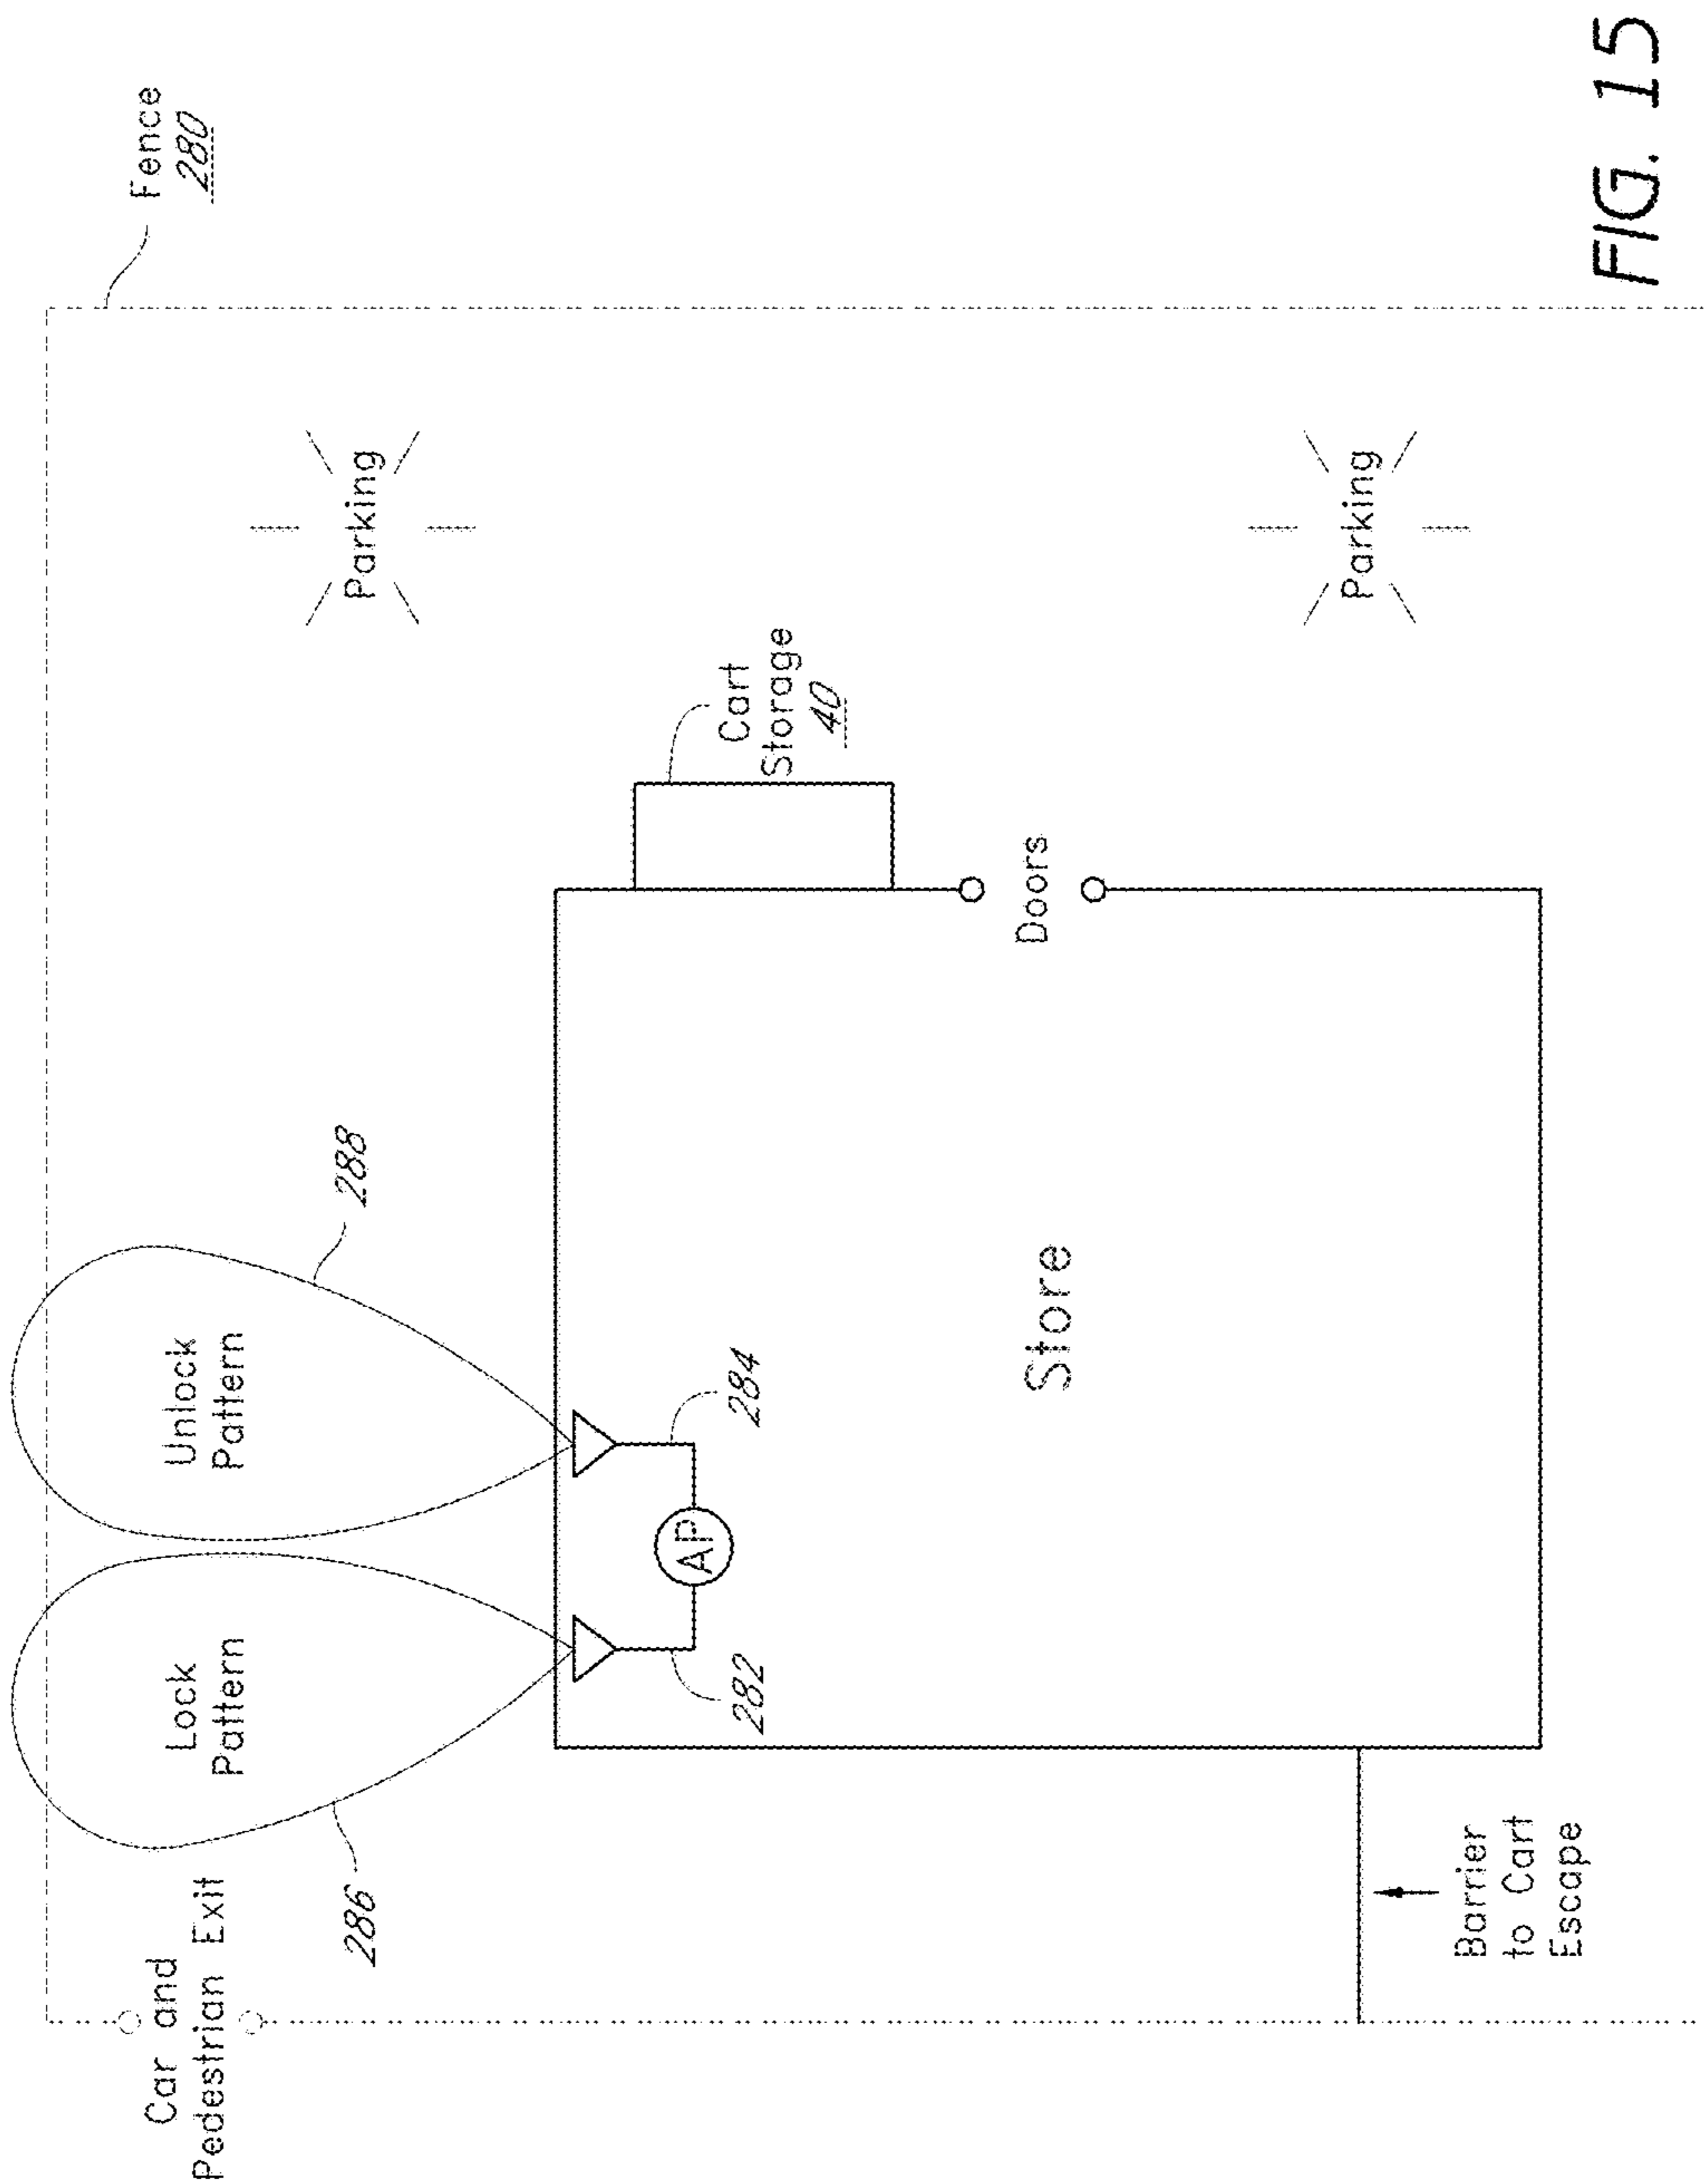 Car and
Pedestrian Exit
286
Lock
Pattern
Unlock
Pattern
288
Fence
280
Parking
282
AP
284
Cart
Storage
40
Store
Doors
Parking
Barrier
to Cart
Escape
FIG. 15